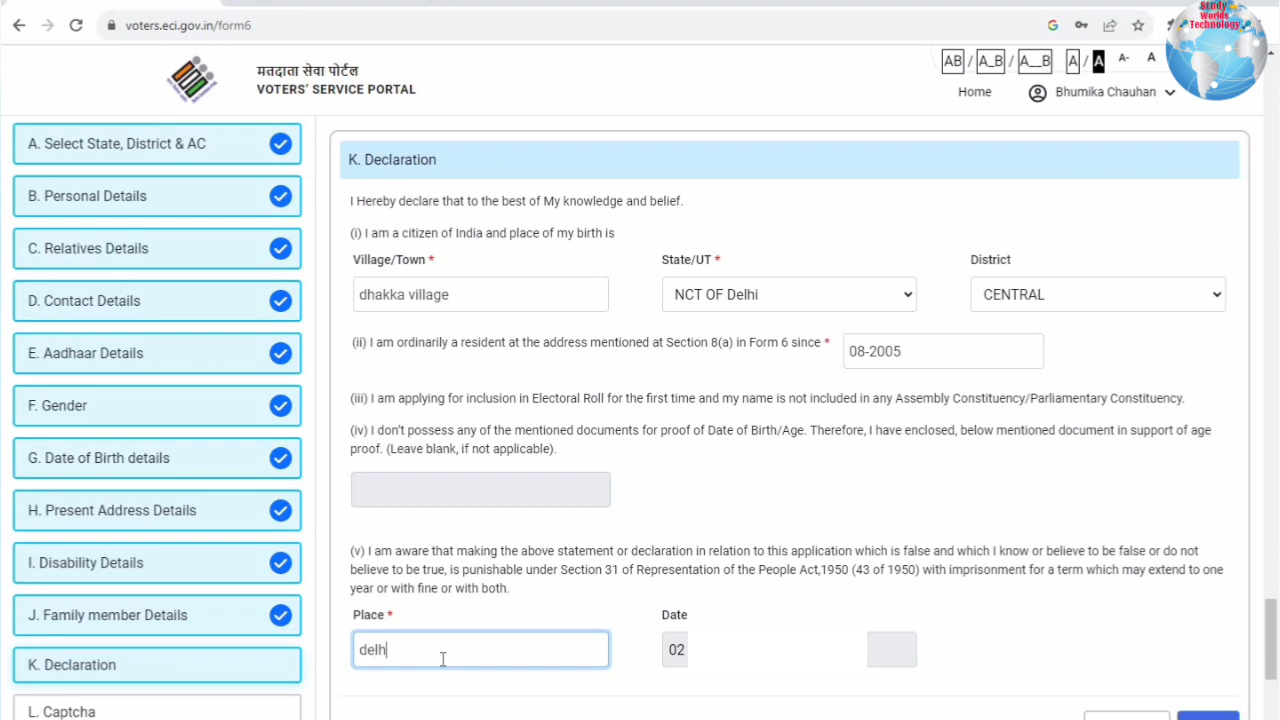 voters.eci.gov.in/form6
Study
Worlds
Technology
मतदाता सेवा पोर्टल
VOTERS' SERVICE PORTAL
AB / A_B / A__B A / A A- A
Home Bhumika Chauhan
A. Select State, District & AC
B. Personal Details
C. Relatives Details
D. Contact Details
E. Aadhaar Details
F. Gender
G. Date of Birth details
H. Present Address Details
I. Disability Details
J. Family member Details
K. Declaration
L. Captcha
K. Declaration
I Hereby declare that to the best of My knowledge and belief.
(i) I am a citizen of India and place of my birth is
Village/Town * State/UT * District
dhakka village NCT OF Delhi CENTRAL
(ii) I am ordinarily a resident at the address mentioned at Section 8(a) in Form 6 since * 08-2005
(iii) I am applying for inclusion in Electoral Roll for the first time and my name is not included in any Assembly Constituency/Parliamentary Constituency.
(iv) I don't possess any of the mentioned documents for proof of Date of Birth/Age. Therefore, I have enclosed, below mentioned document in support of age
proof. (Leave blank, if not applicable).
(v) I am aware that making the above statement or declaration in relation to this application which is false and which I know or believe to be false or do not
believe to be true, is punishable under Section 31 of Representation of the People Act,1950 (43 of 1950) with imprisonment for a term which may extend to one
year or with fine or with both.
Place * Date
delh 02